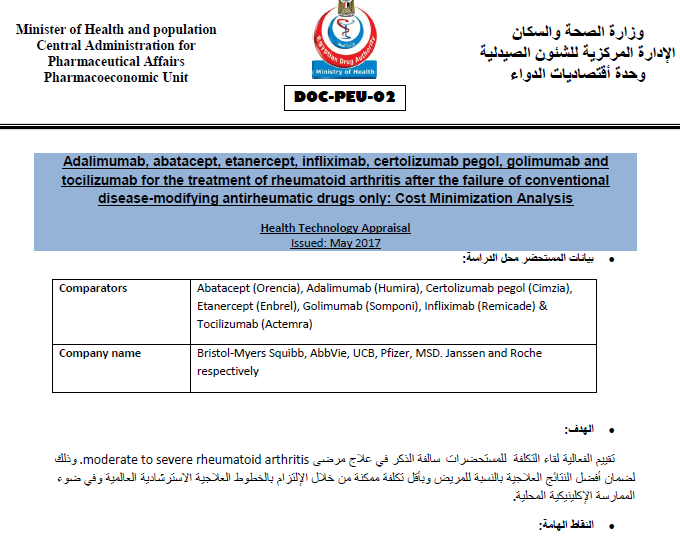 Minister of Health and population
Central Administration for
Pharmaceutical Affairs
Pharmacoeconomic Unit
Egyptian Drug Authority
Ministry of Health
DOC-PEU-02
وزارة الصحة والسكان
الإدارة المركزية للشئون الصيدلية
وحدة أقتصاديات الدواء
Adalimumab, abatacept, etanercept, infliximab, certolizumab pegol, golimumab and
tocilizumab for the treatment of rheumatoid arthritis after the failure of conventional
disease-modifying antirheumatic drugs only: Cost Minimization Analysis
Health Technology Appraisal
Issued: May 2017
• بيانات المستحضر محل الدراسة:
Comparators
Abatacept (Orencia), Adalimumab (Humira), Certolizumab pegol (Cimzia),
Etanercept (Enbrel), Golimumab (Somponi), Infliximab (Remicade) &
Tocilizumab (Actemra)
Company name
Bristol-Myers Squibb, AbbVie, UCB, Pfizer, MSD. Janssen and Roche
respectively
• الهدف:
تقييم الفعالية لقاء التكلفة للمستحضرات سالفة الذكر في علاج مرضى moderate to severe rheumatoid arthritis. وذلك
لضمان أفضل النتائج العلاجية بالنسبة للمريض وبأقل تكلفة ممكنة من خلال الإلتزام بالخطوط العلاجية الاسترشادية العالمية وفي ضوء
الممارسة الإكلينيكية المحلية.
• النقاط الهامة: